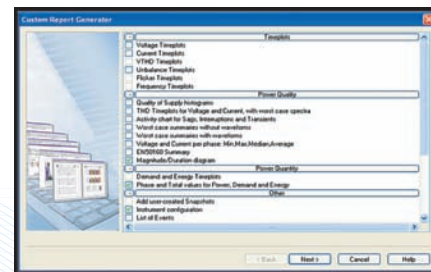 Custom Report Generator
Timeplots
Voltage Timeplots
Current Timeplots
VTHD Timeplots
Unbalance Timeplots
Flicker Timeplots
Frequency Timeplots
Power Quality
Quality of Supply histograms
THD Timeplots for Voltage and Current, with worst case spectra
Activity chart for Sags, Interruptions and Transients
Worst case summaries without waveforms
Worst case summaries with waveforms
Voltage and Current per phase: Min,Max,Median,Average
EN50160 Summary
Magnitude/Duration diagram
Power Quantity
Demand and Energy Timeplots
Phase and Total values for Power, Demand and Energy
Other
Add user-created Snapshots
Instrument configuration
List of Events
< Back
Next >
Cancel
Help